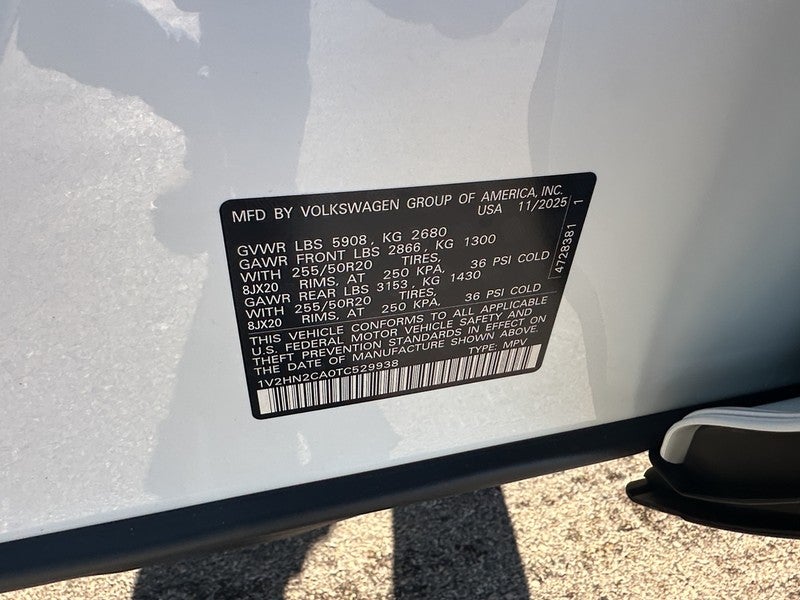 MFD BY VOLKSWAGEN GROUP OF AMERICA, INC.
USA 11/2025
GVWR LBS 5908, KG 2680
GAWR FRONT LBS 2866, KG 1300
WITH 255/50R20 TIRES,
8JX20 RIMS, AT 250 KPA, 36 PSI COLD
GAWR REAR LBS 3153, KG 1430
WITH 255/50R20 TIRES,
8JX20 RIMS, AT 250 KPA, 36 PSI COLD
THIS VEHICLE CONFORMS TO ALL APPLICABLE
U.S. FEDERAL MOTOR VEHICLE SAFETY AND
THEFT PREVENTION STANDARDS IN EFFECT ON
THE DATE OF MANUFACTURE SHOWN ABOVE.
1V2HN2CA0TC529938 TYPE: MPV
4728381 1